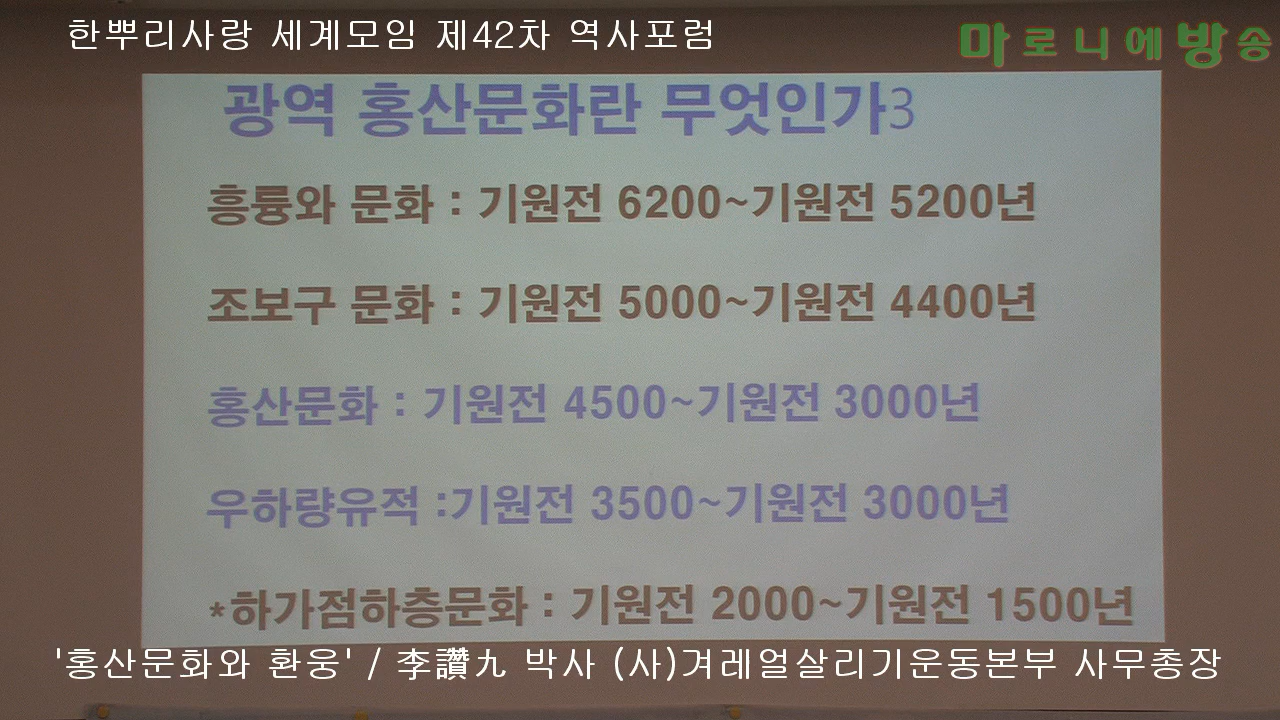 한뿌리사랑 세계모임 제42차 역사포럼
마로니에방송
광역 홍산문화란 무엇인가3
흥륭와 문화 : 기원전 6200~기원전 5200년
조보구 문화 : 기원전 5000~기원전 4400년
홍산문화 : 기원전 4500~기원전 3000년
우하량유적 :기원전 3500~기원전 3000년
*하가점하층문화 : 기원전 2000~기원전 1500년
'홍산문화와 환웅' / 李讚九 박사 (사)겨레얼살리기운동본부 사무총장